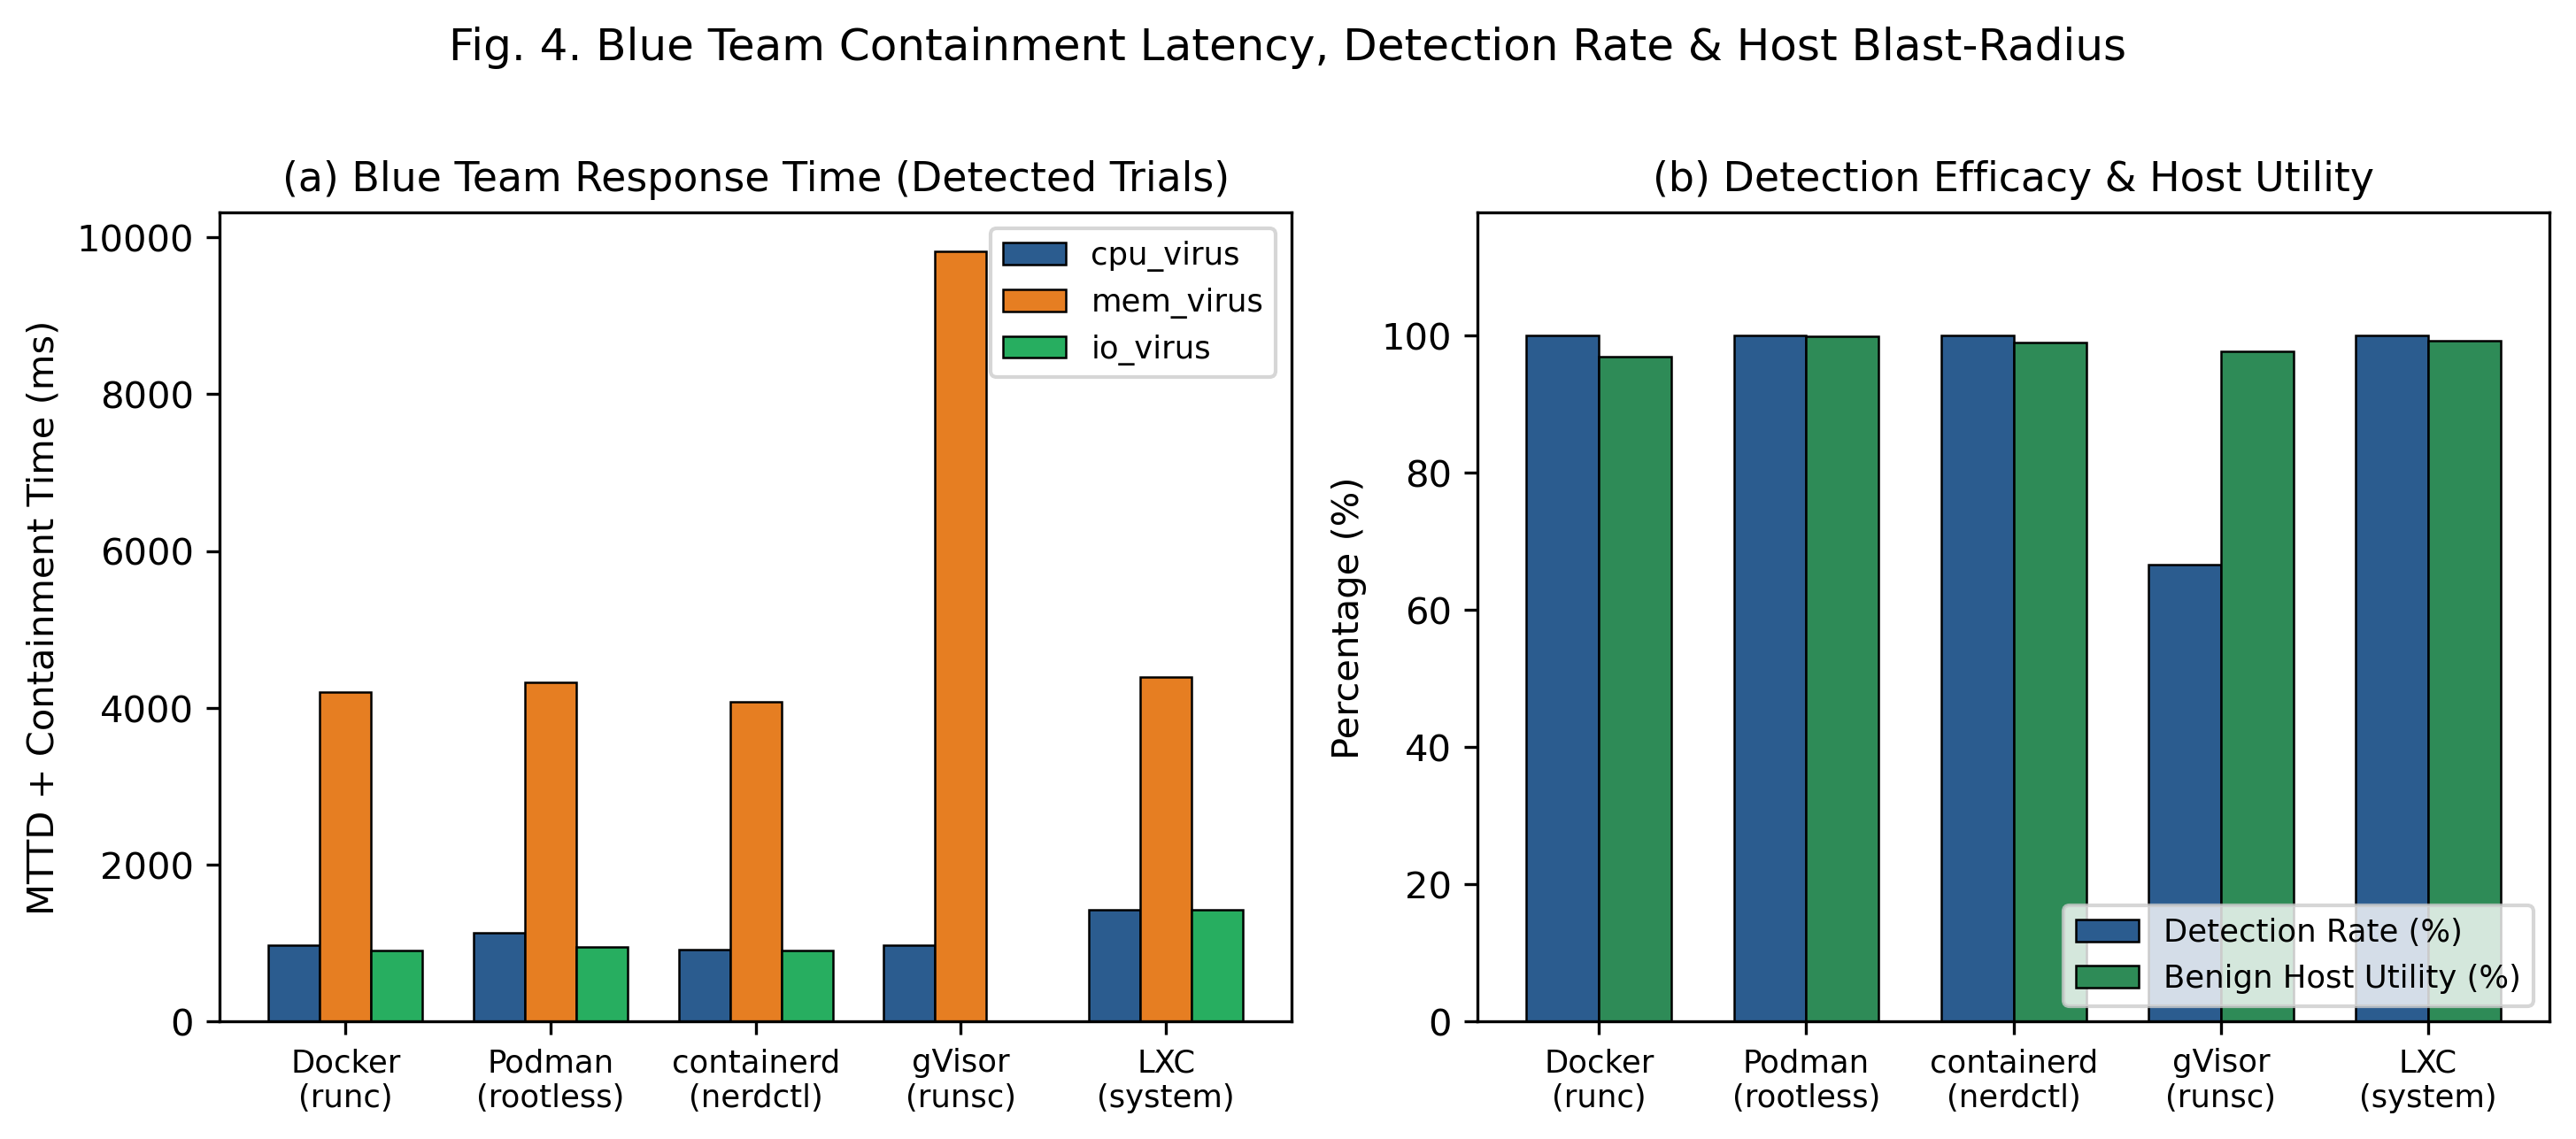 Fig. 4. Blue Team Containment Latency, Detection Rate & Host Blast-Radius
(a) Blue Team Response Time (Detected Trials)
MTTD + Containment Time (ms)
10000
8000
6000
4000
2000
0
cpu_virus
mem_virus
io_virus
Docker
(runc)
Podman
(rootless)
containerd
(nerdctl)
gVisor
(runsc)
LXC
(system)
(b) Detection Efficacy & Host Utility
Percentage (%)
100
80
60
40
20
0
Detection Rate (%)
Benign Host Utility (%)
Docker
(runc)
Podman
(rootless)
containerd
(nerdctl)
gVisor
(runsc)
LXC
(system)